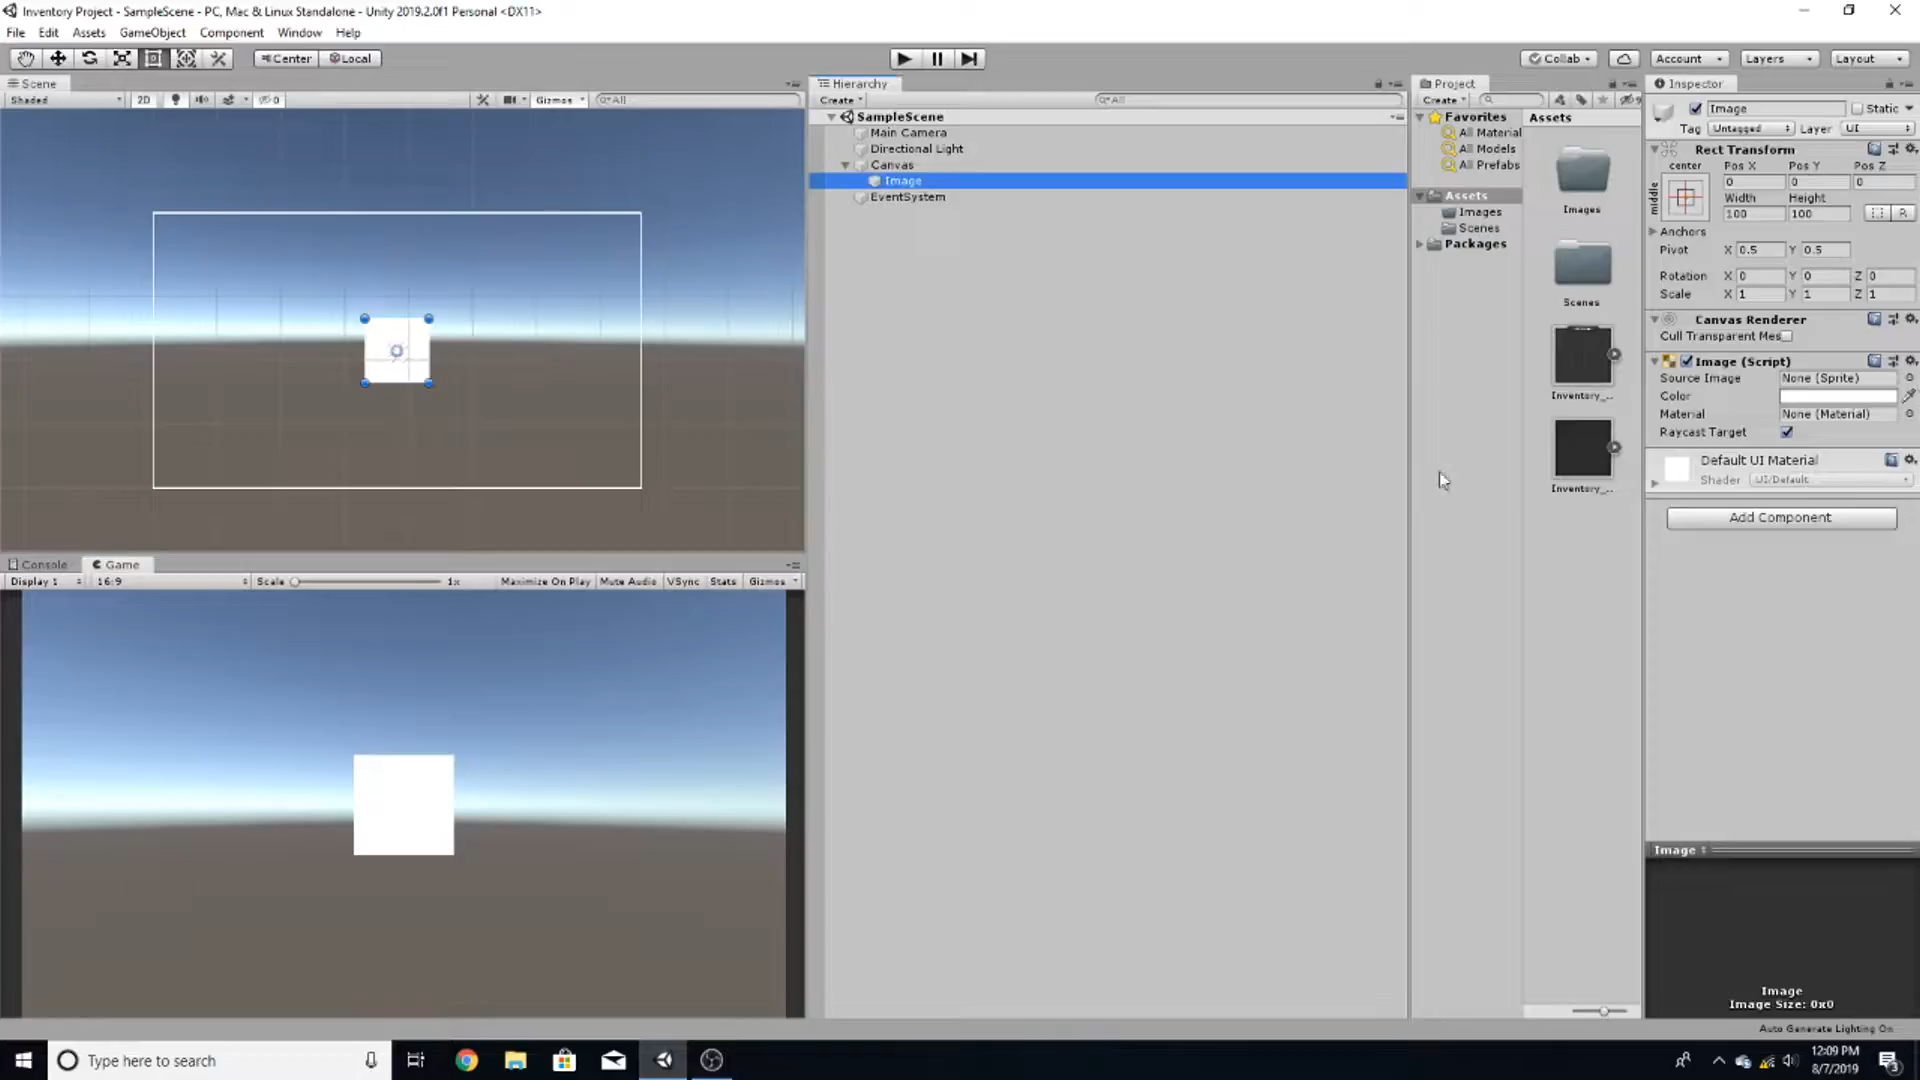 Inventory Project - SampleScene - PC, Mac & Linux Standalone - Unity 2019.2.0f1 Personal <DX11>
File Edit Assets GameObject Component Window Help
Center Local
Collab Account Layers Layout
Scene
Shaded 2D 0 Gizmos All
Hierarchy
Create All
SampleScene
Main Camera
Directional Light
Canvas
Image
EventSystem
Project
Create
Favorites
All Material
All Models
All Prefabs
Assets
Images
Scenes
Packages
Assets
Images
Scenes
Inventory_...
Inventory_...
Inspector
Image Static
Tag Untagged Layer UI
Rect Transform
center Pos X Pos Y Pos Z
middle 0 0 0
Width Height
100 100 R
Anchors
Pivot X 0.5 Y 0.5
Rotation X 0 Y 0 Z 0
Scale X 1 Y 1 Z 1
Canvas Renderer
Cull Transparent Mes
Image (Script)
Source Image None (Sprite)
Color
Material None (Material)
Raycast Target
Default UI Material
Shader UI/Default
Add Component
Image
Image
Image Size: 0x0
Auto Generate Lighting On
Console Game
Display 1 16:9 Scale 1x Maximize On Play Mute Audio VSync Stats Gizmos
Type here to search
12:09 PM
8/7/2019
3